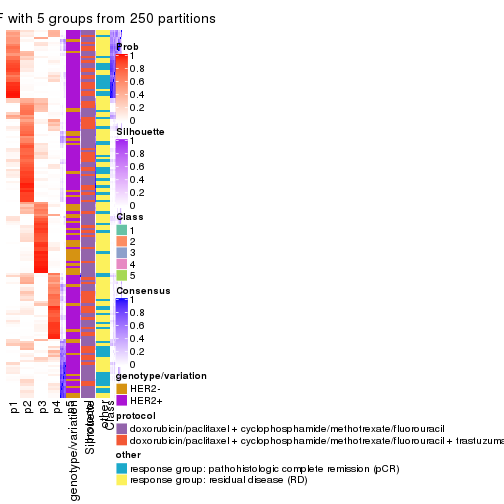 F with 5 groups from 250 partitions
Prob
1
0.8
0.6
0.4
0.2
0
Silhouette
1
0.8
0.6
0.4
0.2
0
Class
1
2
3
4
5
Consensus
1
0.8
0.6
0.4
0.2
0
genotype/variation
HER2-
HER2+
protocol
doxorubicin/paclitaxel + cyclophosphamide/methotrexate/fluorouracil
doxorubicin/paclitaxel + cyclophosphamide/methotrexate/fluorouracil + trastuzuma
other
response group: pathohistologic complete remission (pCR)
response group: residual disease (RD)
p1
p2
p3
p4
genotype/variation
Silhouette
other
Class